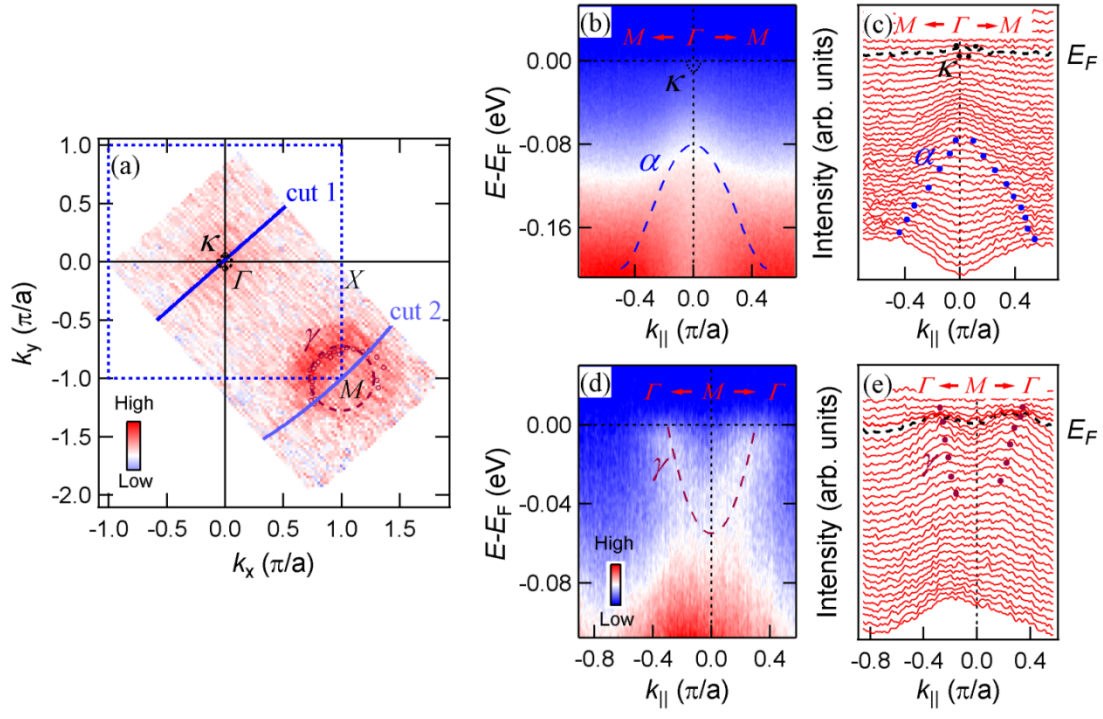 (a)
cut 1
κ
Γ
X
cut 2
γ
M
High
Low
1.0
0.5
0.0
-0.5
-1.0
-1.5
-2.0
k_y (π/a)
-1.0
-0.5
0.0
0.5
1.0
1.5
k_x (π/a)
(b)
M ← Γ → M
κ
α
0.00
-0.08
-0.16
E-E_F (eV)
-0.4
0.0
0.4
k_|| (π/a)
(c)
M ← Γ → M
κ
E_F
α
Intensity (arb. units)
-0.4
0.0
0.4
k_|| (π/a)
(d)
Γ ← M → Γ
γ
High
Low
0.00
-0.04
-0.08
E-E_F (eV)
-0.8
-0.4
0.0
0.4
k_|| (π/a)
(e)
Γ ← M → Γ
E_F
γ
Intensity (arb. units)
-0.8
-0.4
0.0
0.4
k_|| (π/a)